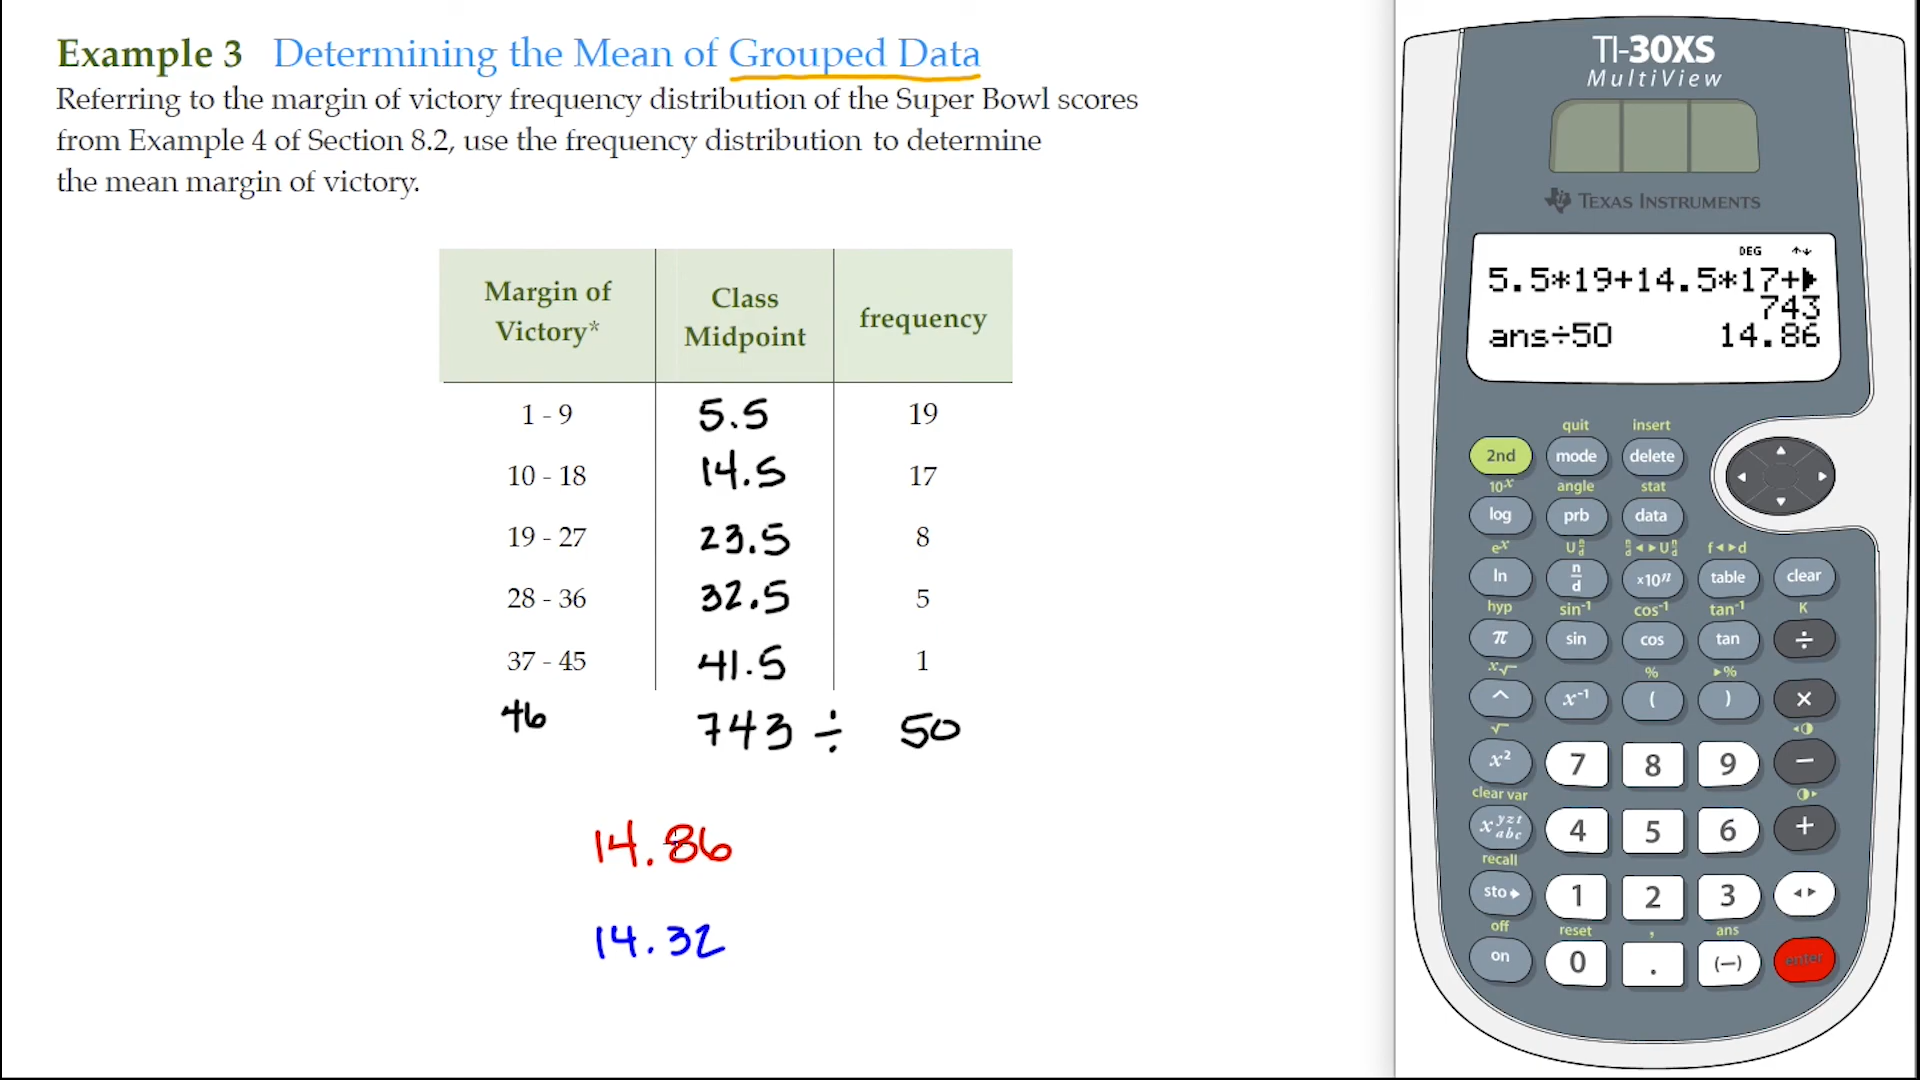 Example 3 Determining the Mean of Grouped Data
Referring to the margin of victory frequency distribution of the Super Bowl scores
from Example 4 of Section 8.2, use the frequency distribution to determine
the mean margin of victory.
Margin of Victory* Class Midpoint frequency
1 - 9 5.5 19
10 - 18 14.5 17
19 - 27 23.5 8
28 - 36 32.5 5
37 - 45 41.5 1
46 743 ÷ 50
14.86
14.32
TI-30XS
MultiView
TEXAS INSTRUMENTS
DEG
5.5*19+14.5*17+
743
ans÷50 14.86
quit insert
2nd mode delete
10ˣ angle stat
log prb data
eˣ U n/d n/d ◄► U n/d f◄►d
ln n/d ×10ⁿ table clear
hyp sin⁻¹ cos⁻¹ tan⁻¹ K
π sin cos tan ÷
ˣ√ % ►%
^ x⁻¹ ( ) ×
√
x² 7 8 9 −
clear var
x yzt abc 4 5 6 +
recall
sto► 1 2 3 ◄►
off reset , ans
on 0 . (−) enter